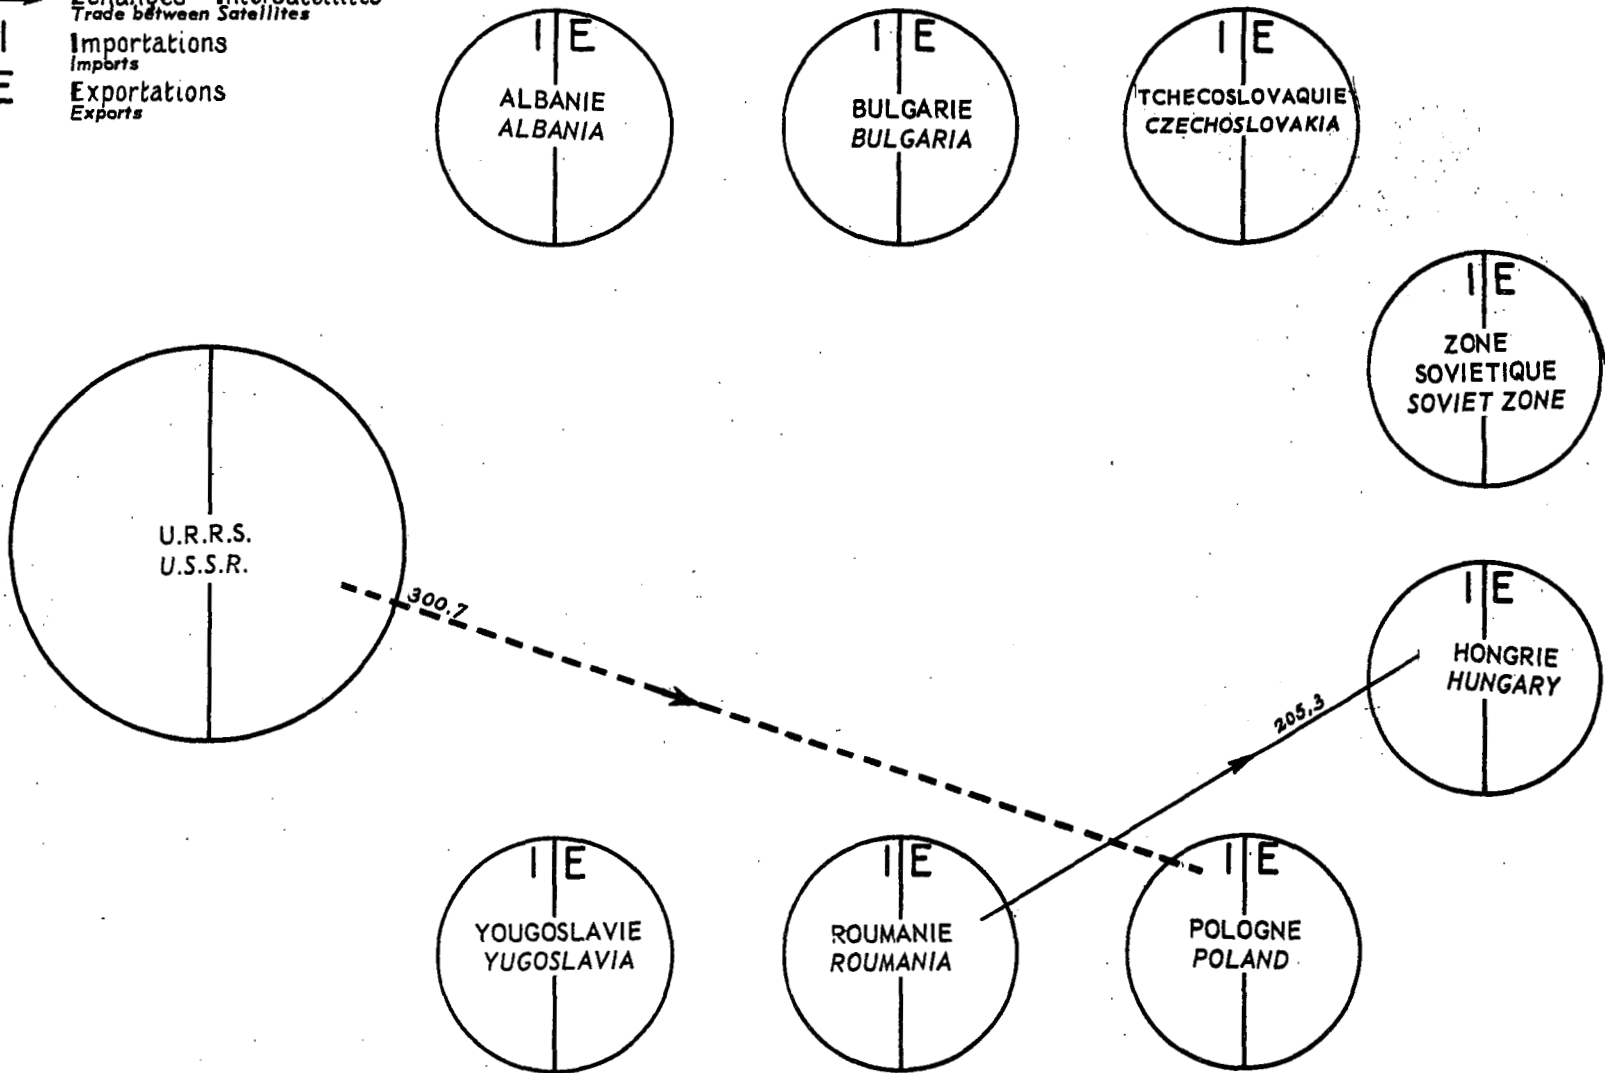 Trade between Satellites
I Importations
Imports
E Exportations
Exports
I E
ALBANIE
ALBANIA
I E
BULGARIE
BULGARIA
I E
TCHECOSLOVAQUIE
CZECHOSLOVAKIA
I E
ZONE
SOVIETIQUE
SOVIET ZONE
U.R.R.S.
U.S.S.R.
300.7
I E
HONGRIE
HUNGARY
205,3
I E
YOUGOSLAVIE
YUGOSLAVIA
I E
ROUMANIE
ROUMANIA
I E
POLOGNE
POLAND